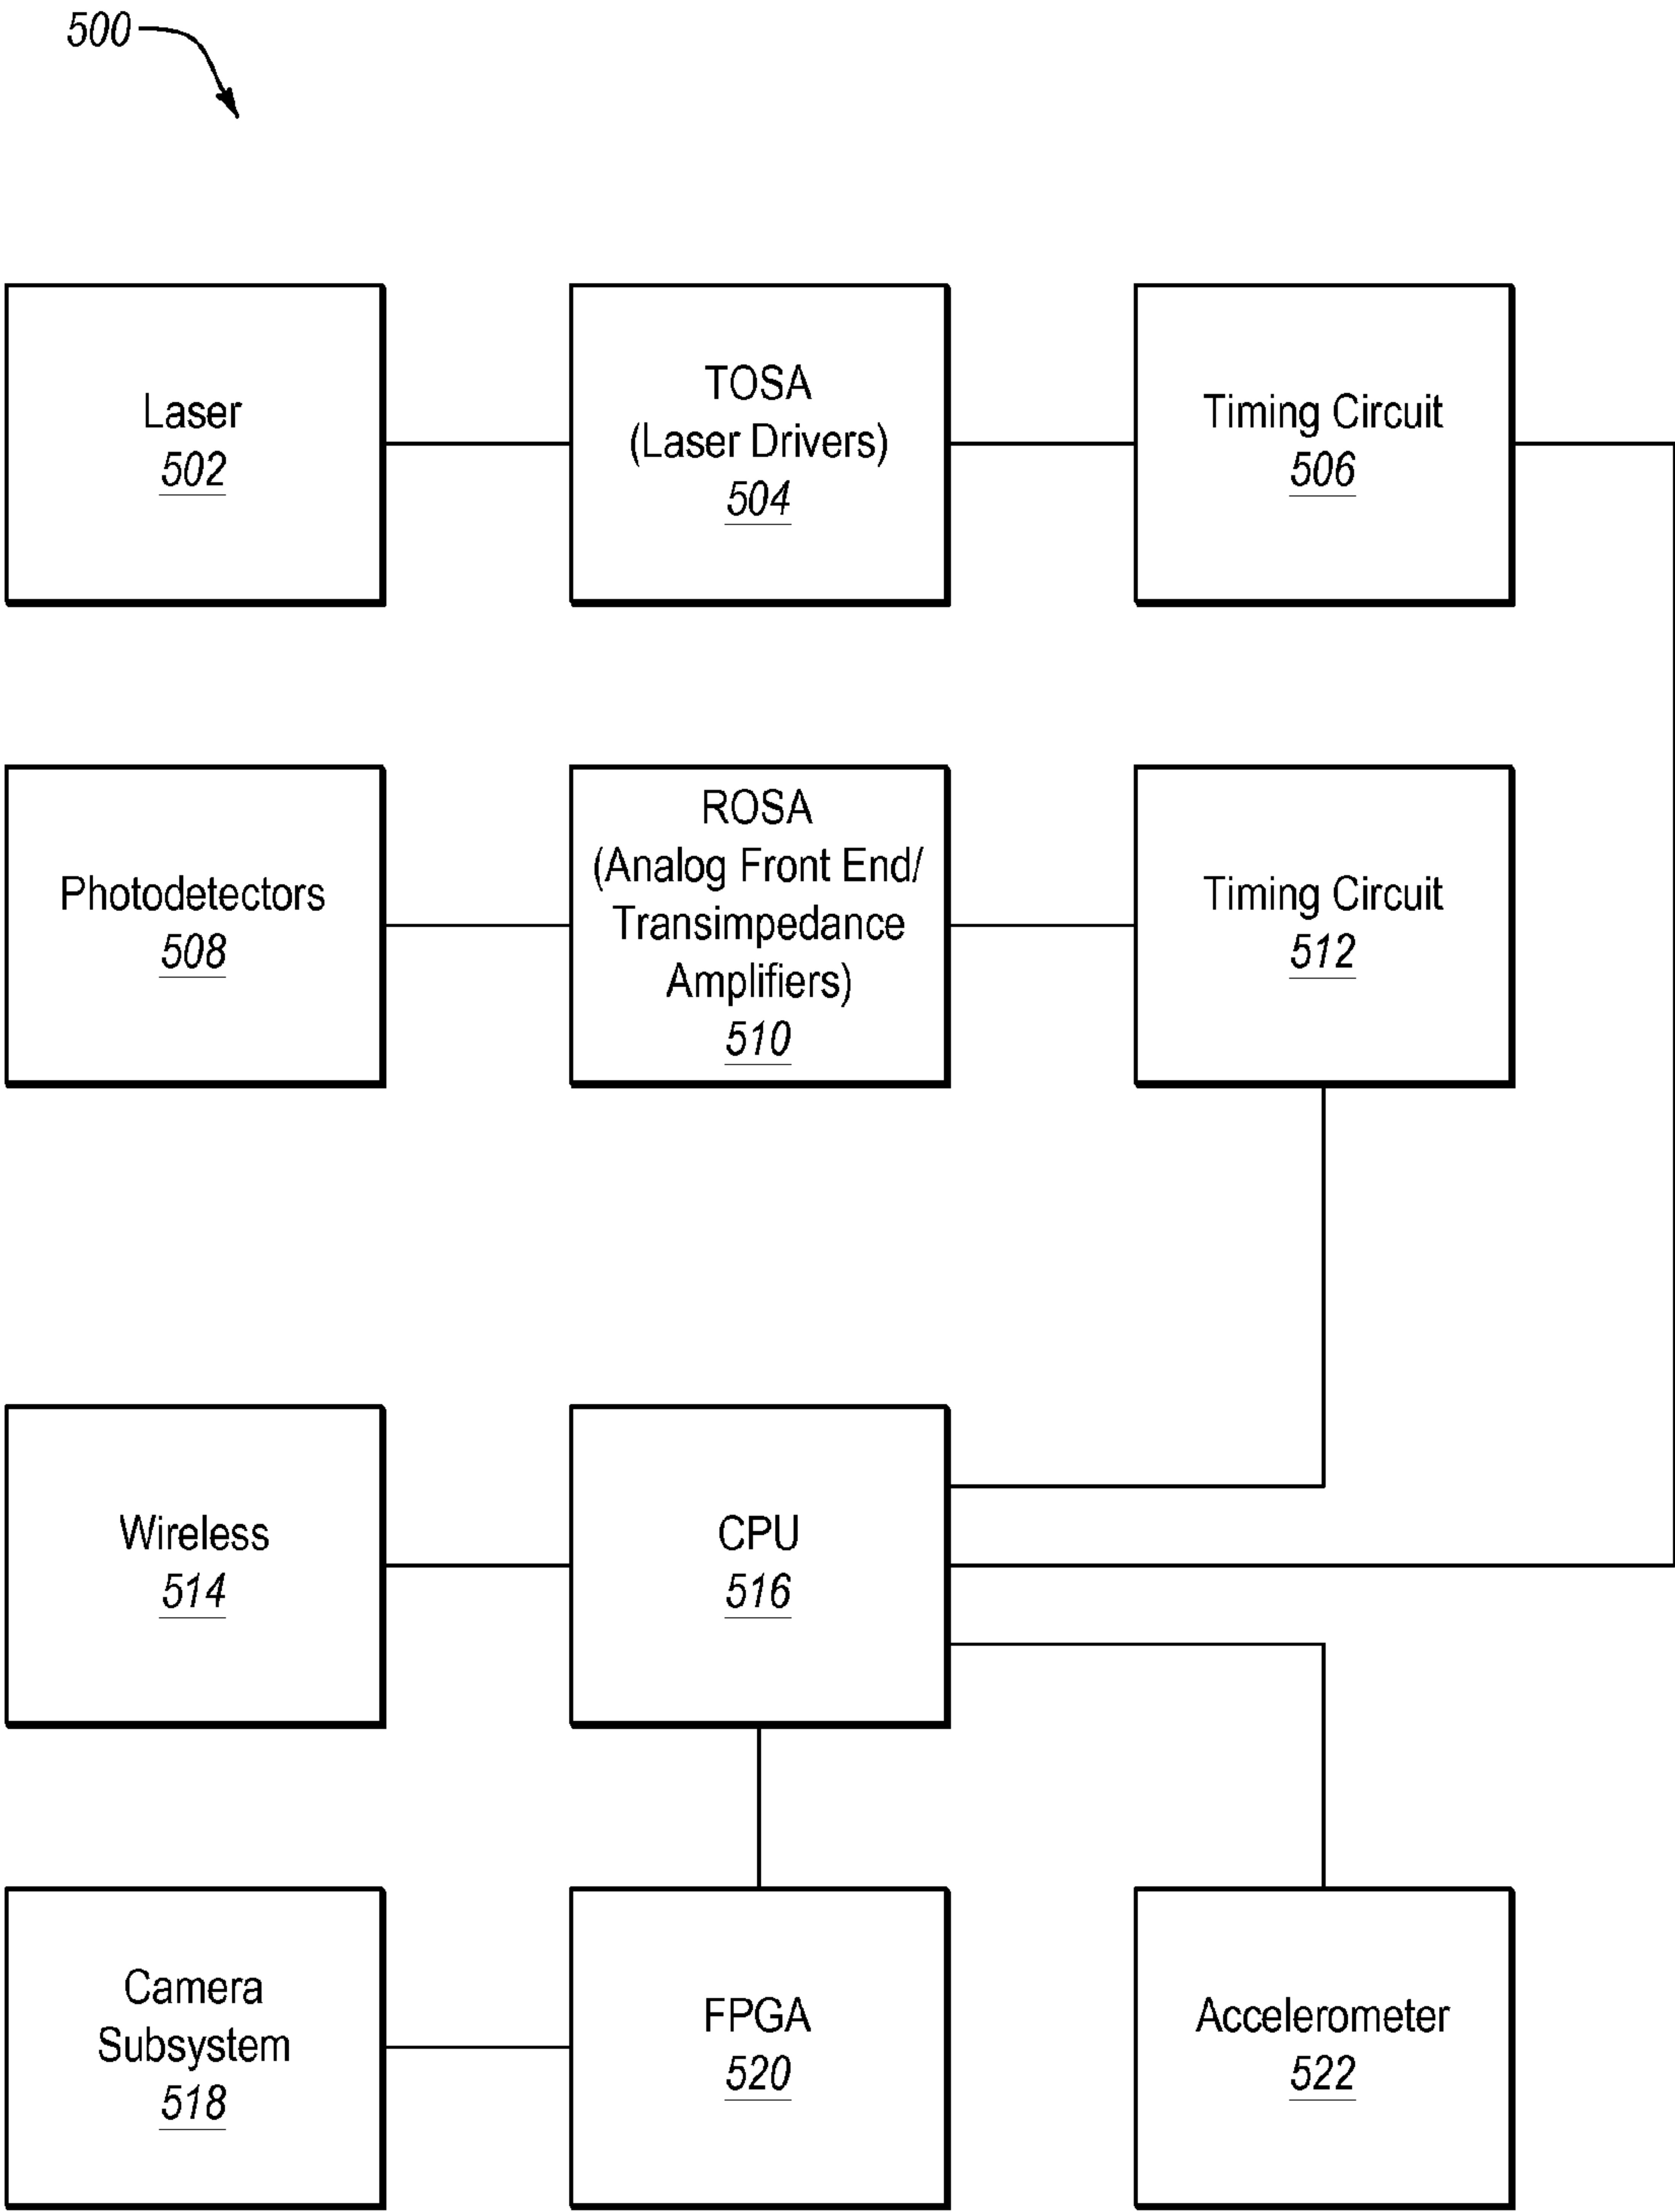 500
Laser
502
TOSA
(Laser Drivers)
504
Timing Circuit
506
Photodetectors
508
ROSA
(Analog Front End/
Transimpedance
Amplifiers)
510
Timing Circuit
512
Wireless
514
CPU
516
Camera
Subsystem
518
FPGA
520
Accelerometer
522